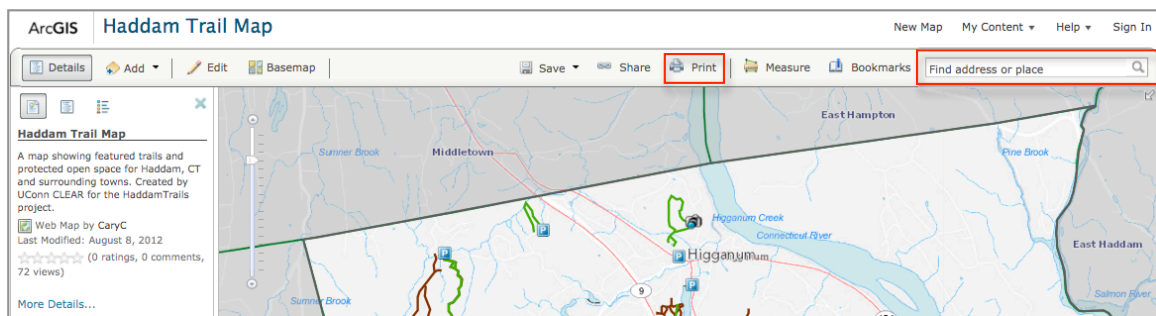 ArcGIS Haddam Trail Map New Map My Content Help Sign In
Details Add Edit Basemap Save Share Print Measure Bookmarks Find address or place
Haddam Trail Map
A map showing featured trails and
protected open space for Haddam, CT
and surrounding towns. Created by
UConn CLEAR for the HaddamTrails
project.
Web Map by CaryC
Last Modified: August 8, 2012
(0 ratings, 0 comments,
72 views)
More Details...
East Hampton
Sumner Brook
Middletown
Pine Brook
P
Higganum Creek
Connecticut River
East Haddam
P
P
Higganum
P
9
Sumner Brook
Salmon River